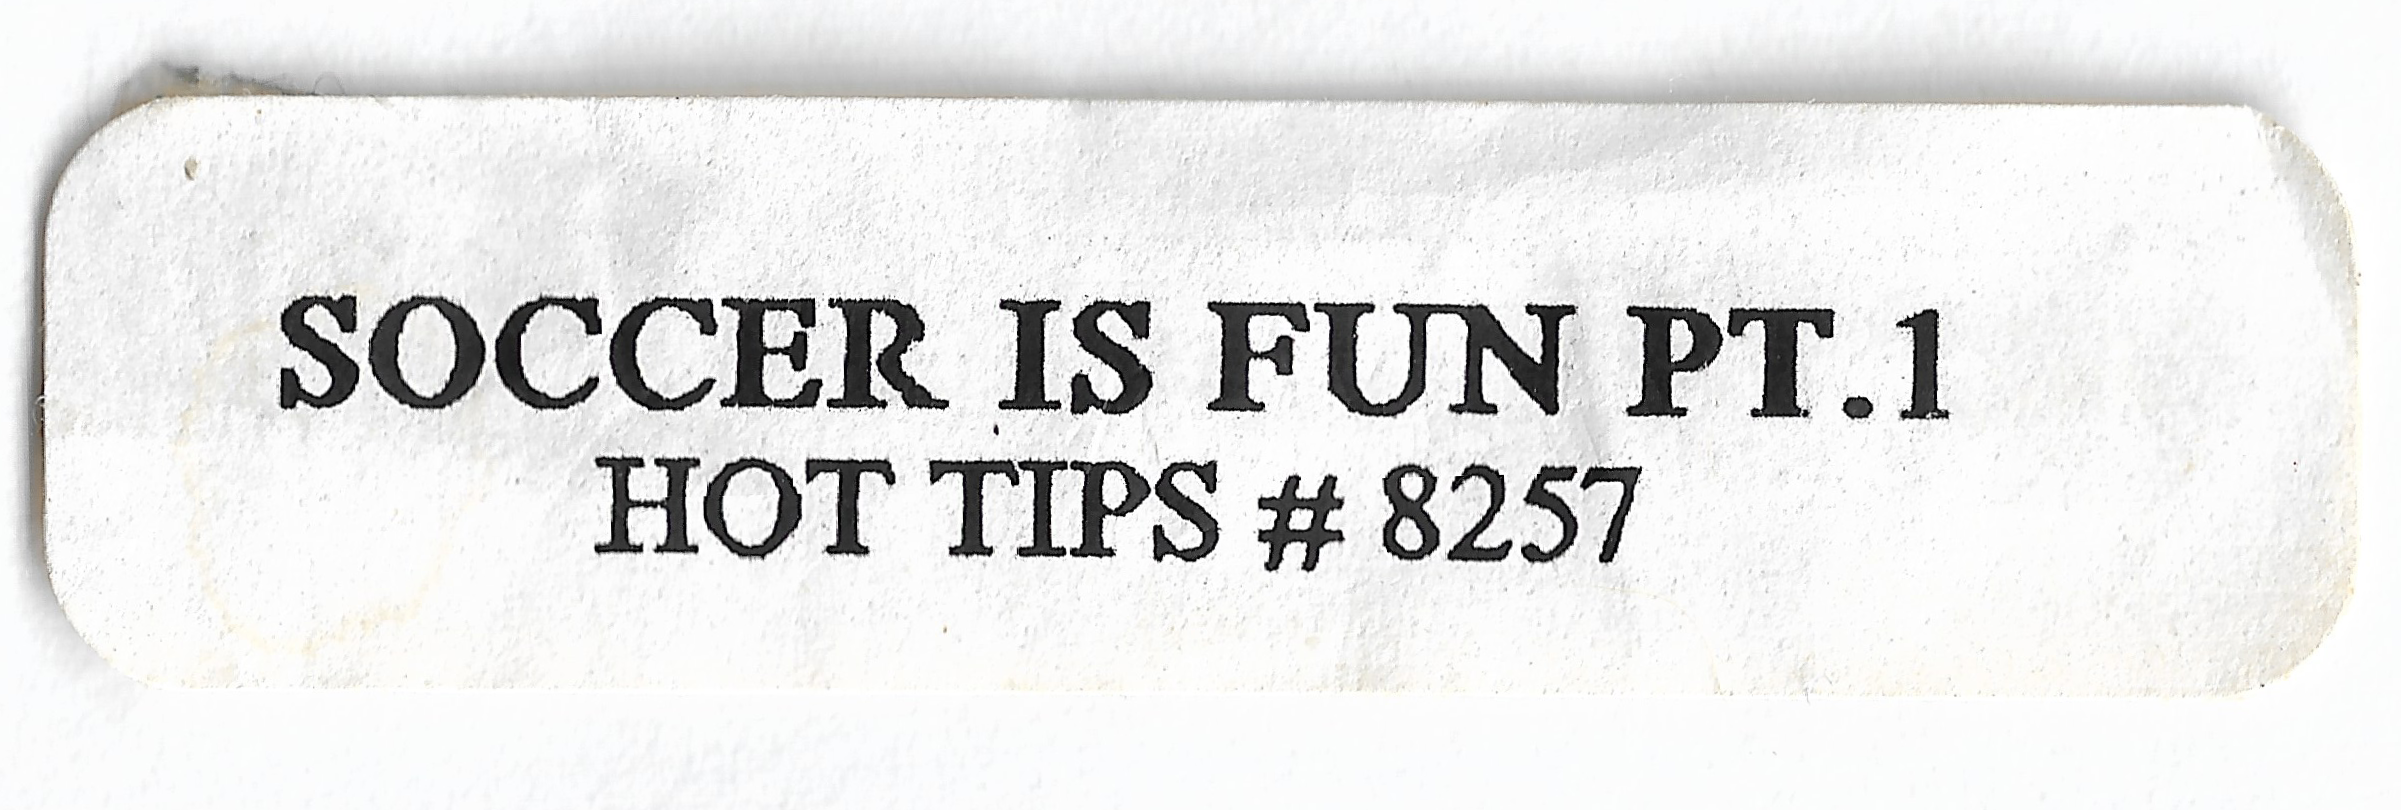 SOCCER IS FUN PT.1
HOT TIPS # 8257